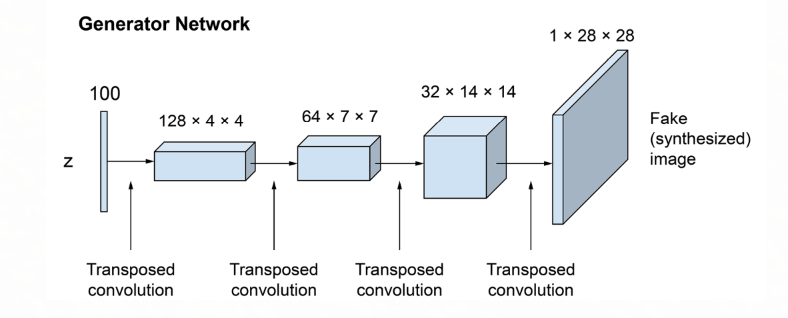 Generator Network
1 × 28 × 28
100
32 × 14 × 14
128 × 4 × 4
64 × 7 × 7
z
Fake
(synthesized)
image
Transposed
convolution
Transposed
convolution
Transposed
convolution
Transposed
convolution